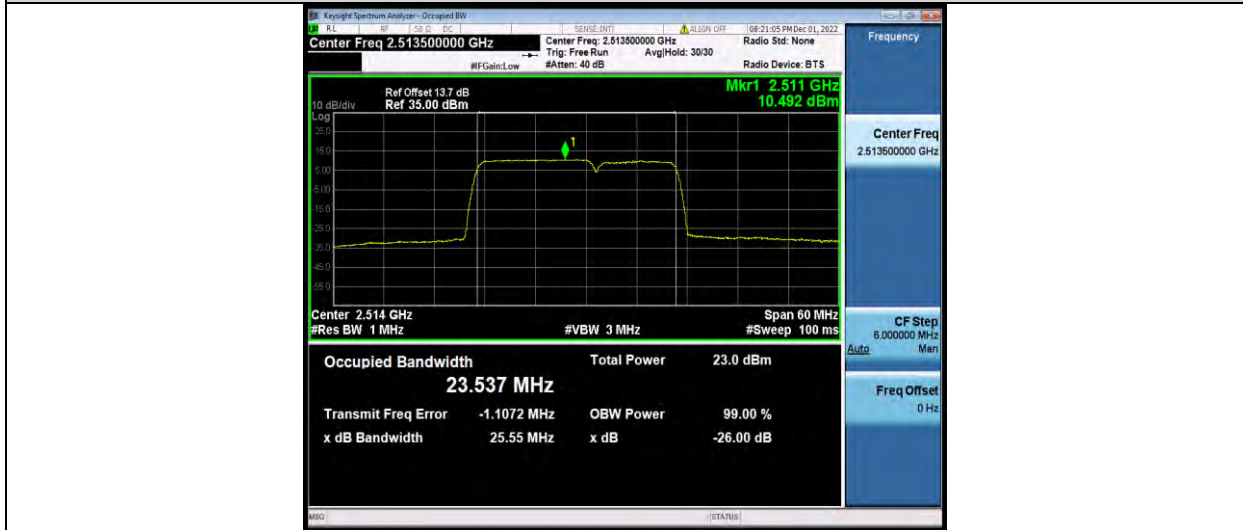 Keysight Spectrum Analyzer - Occupied BW
RL RF 50 Ω DC SENSE:INT ALIGN OFF 08:21:05 PM Dec 01, 2022
Center Freq 2.513500000 GHz
Center Freq: 2.513500000 GHz
Radio Std: None
Trig: Free Run Avg|Hold: 30/30
#IFGain:Low
#Atten: 40 dB
Radio Device: BTS
Frequency
Mkr1 2.511 GHz
10.492 dBm
Ref Offset 13.7 dB
10 dB/div Ref 35.00 dBm
Log
25.0
15.0
5.00
-5.00
-15.0
-25.0
-35.0
-45.0
-55.0
1
Center Freq
2.513500000 GHz
Center 2.514 GHz
Span 60 MHz
#Res BW 1 MHz
#VBW 3 MHz
#Sweep 100 ms
CF Step
6.000000 MHz
Auto Man
Occupied Bandwidth
Total Power 23.0 dBm
23.537 MHz
Transmit Freq Error -1.1072 MHz
OBW Power 99.00 %
x dB Bandwidth 25.55 MHz
x dB -26.00 dB
Freq Offset
0 Hz
MSG
STATUS